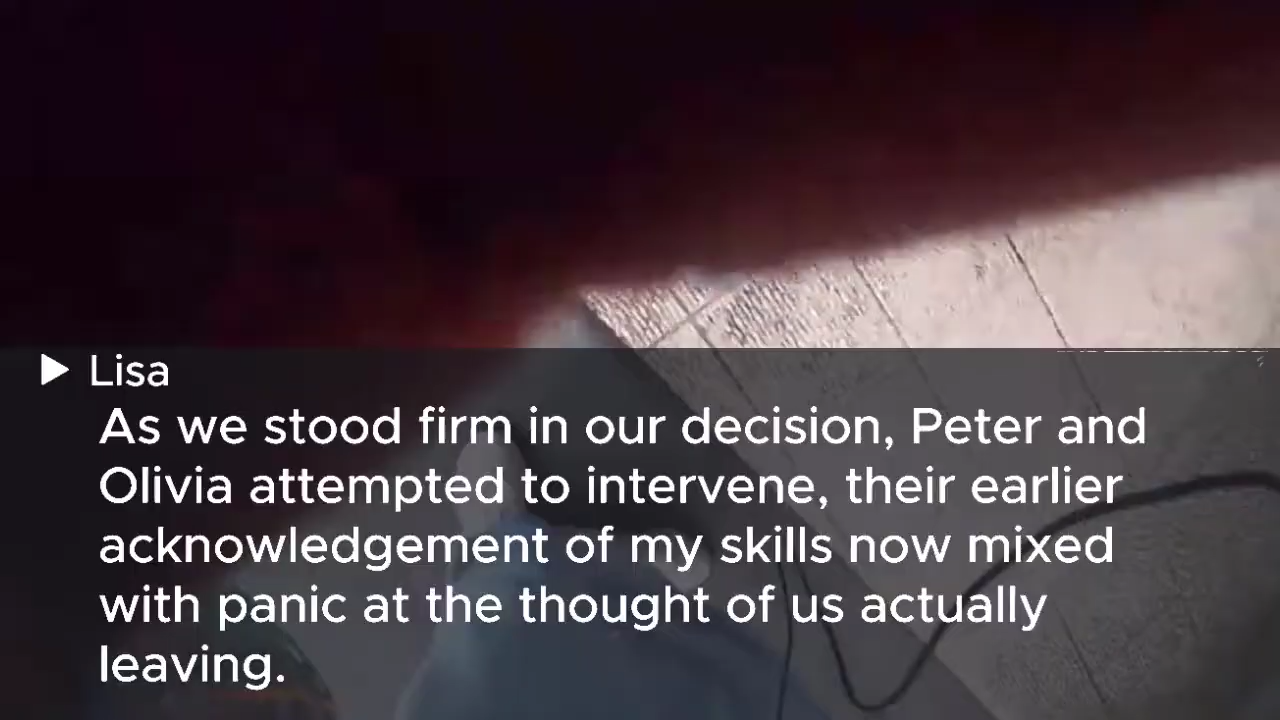 Lisa
As we stood firm in our decision, Peter and
Olivia attempted to intervene, their earlier
acknowledgement of my skills now mixed
with panic at the thought of us actually
leaving.